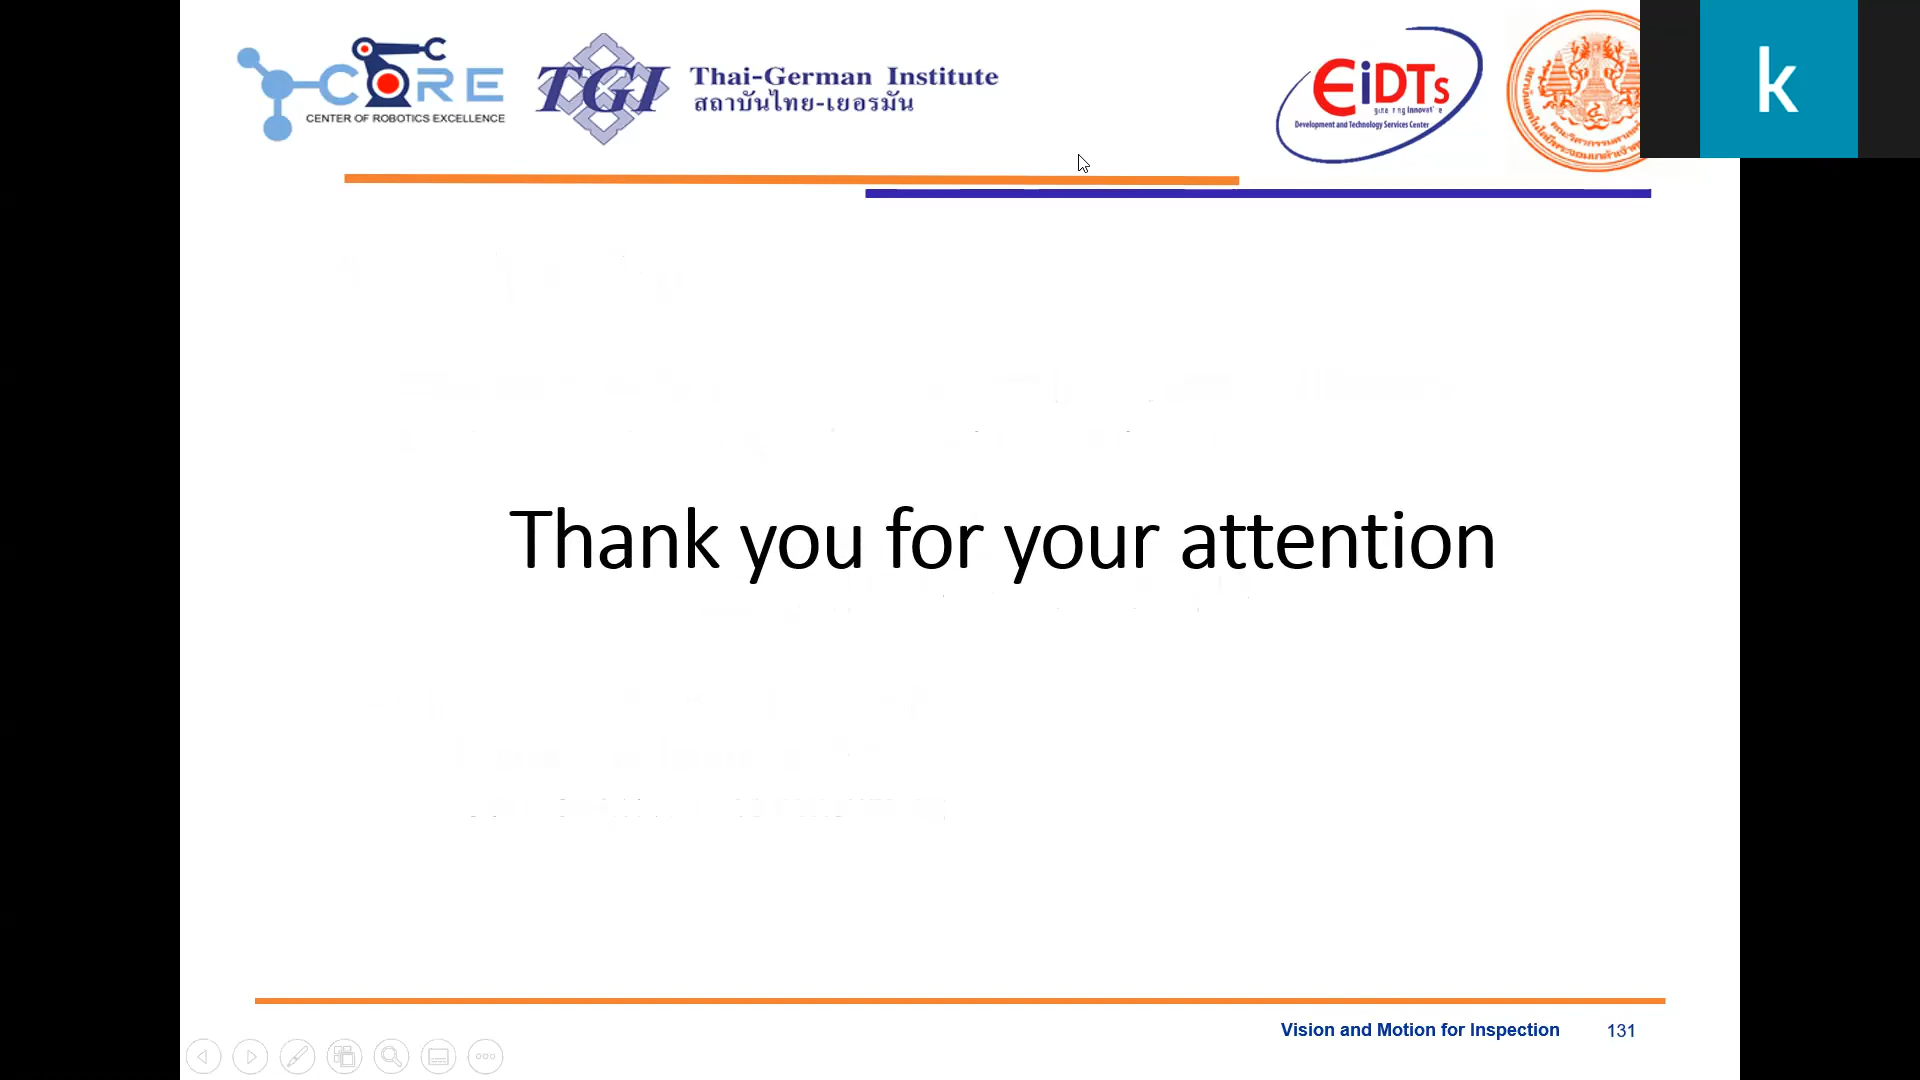 CORE
CENTER OF ROBOTICS EXCELLENCE
TGI
Thai-German Institute
สถาบันไทย-เยอรมัน
EiDTs
Development and Technology Services Center
k
Thank you for your attention
Vision and Motion for Inspection
131